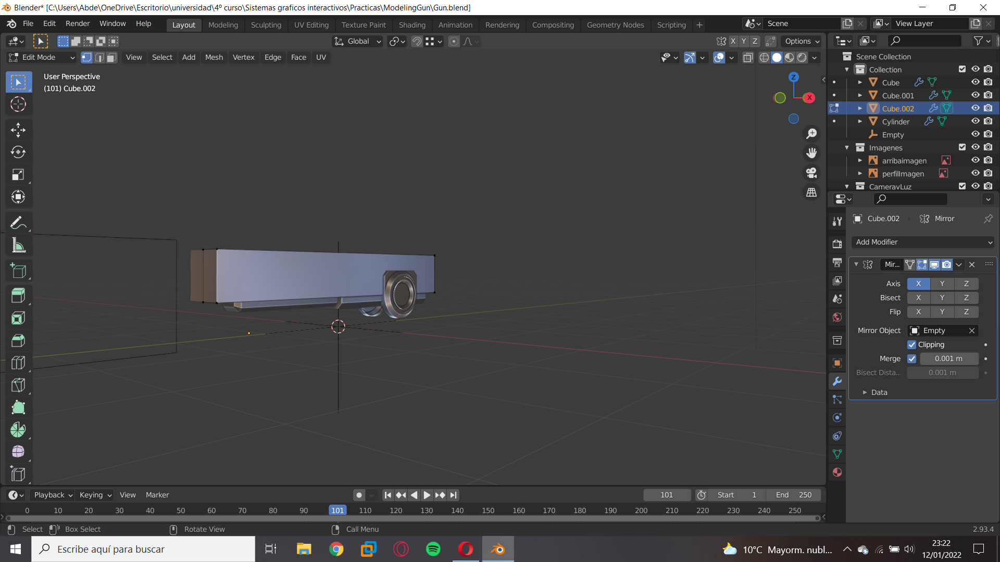 Blender* [C:\Users\Abde\OneDrive\Escritorio\universidad\4º curso\Sistemas graficos interactivos\Practicas\ModelingGun\Gun.blend]
File Edit Render Window Help Layout Modeling Sculpting UV Editing Texture Paint Shading Animation Rendering Compositing Geometry Nodes Scripting + Scene View Layer
Global X Y Z Options
Edit Mode View Select Add Mesh Vertex Edge Face UV
User Perspective
(101) Cube.002
Z
X
Scene Collection
Collection
Cube
Cube.001
Cube.002
Cylinder
Empty
Imagenes
arribaimagen
perfilImagen
CamerayLuz
Cube.002 Mirror
Add Modifier
Mir...
Axis X Y Z
Bisect X Y Z
Flip X Y Z
Mirror Object Empty
Clipping
Merge 0.001 m
Bisect Dista... 0.001 m
Data
Playback Keying View Marker 101 Start 1 End 250
0 10 20 30 40 50 60 70 80 90 101 110 120 130 140 150 160 170 180 190 200 210 220 230 240 250
Select Box Select Rotate View Call Menu 2.93.4
Escribe aquí para buscar
10°C Mayorm. nubl...
23:22
12/01/2022